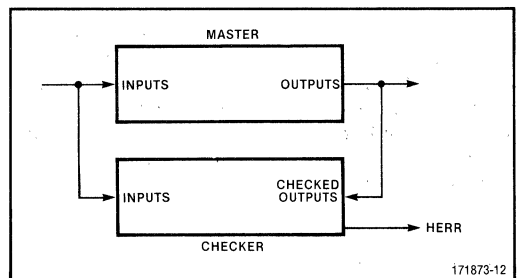 MASTER
INPUTS OUTPUTS
INPUTS CHECKED
OUTPUTS
HERR
CHECKER
171873-12